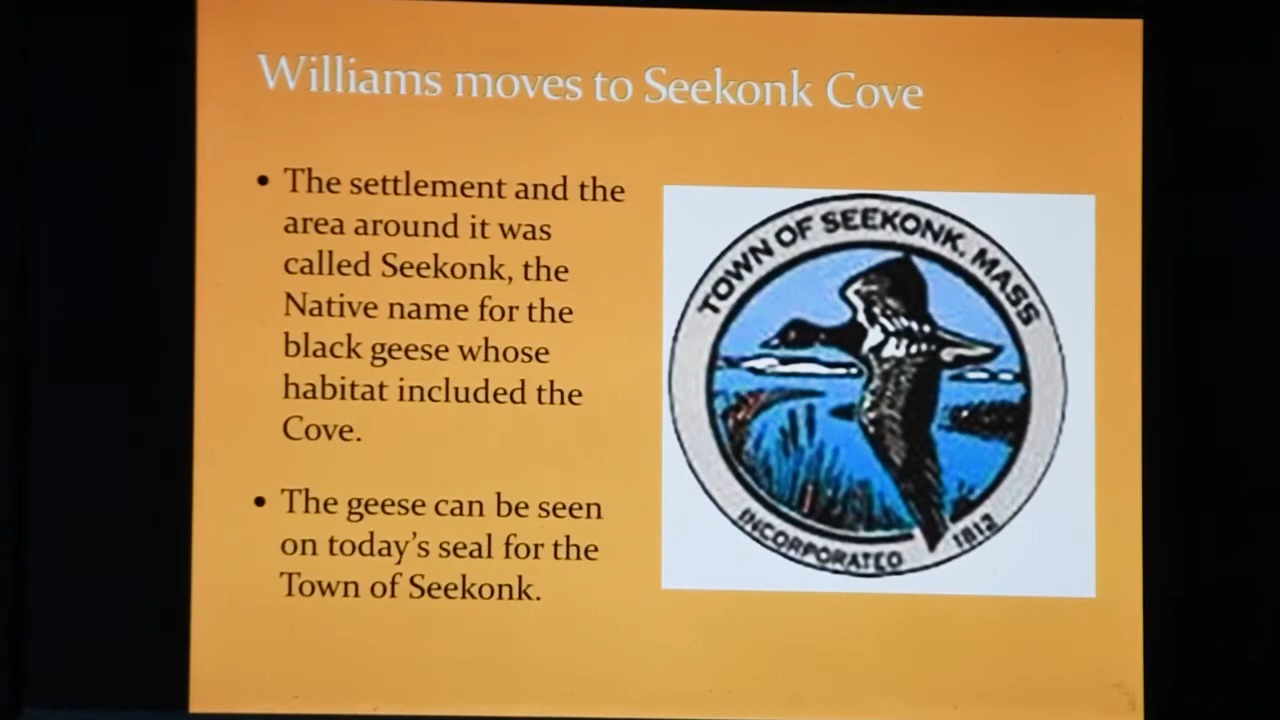 Williams moves to Seekonk Cove
• The settlement and the
area around it was
called Seekonk, the
Native name for the
black geese whose
habitat included the
Cove.
• The geese can be seen
on today's seal for the
Town of Seekonk.
TOWN OF SEEKONK, MASS
INCORPORATED 1812